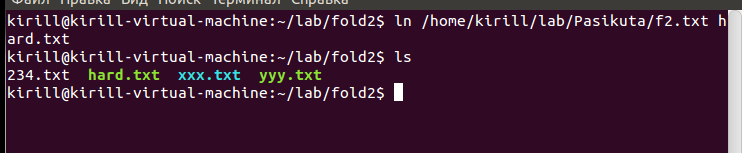 Файл Правка Вид Поиск Терминал Справка
kirill@kirill-virtual-machine:~/lab/fold2$ ln /home/kirill/lab/Pasikuta/f2.txt h
ard.txt
kirill@kirill-virtual-machine:~/lab/fold2$ ls
234.txt  hard.txt  xxx.txt  yyy.txt
kirill@kirill-virtual-machine:~/lab/fold2$